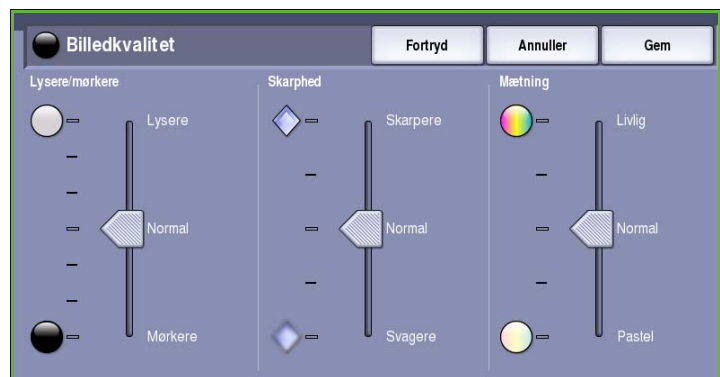 Billedkvalitet
Fortryd
Annuller
Gem
Lysere/mørkere
Skarphed
Mætning
Lysere
Normal
Mørkere
Skarpere
Normal
Svagere
Livlig
Normal
Pastel